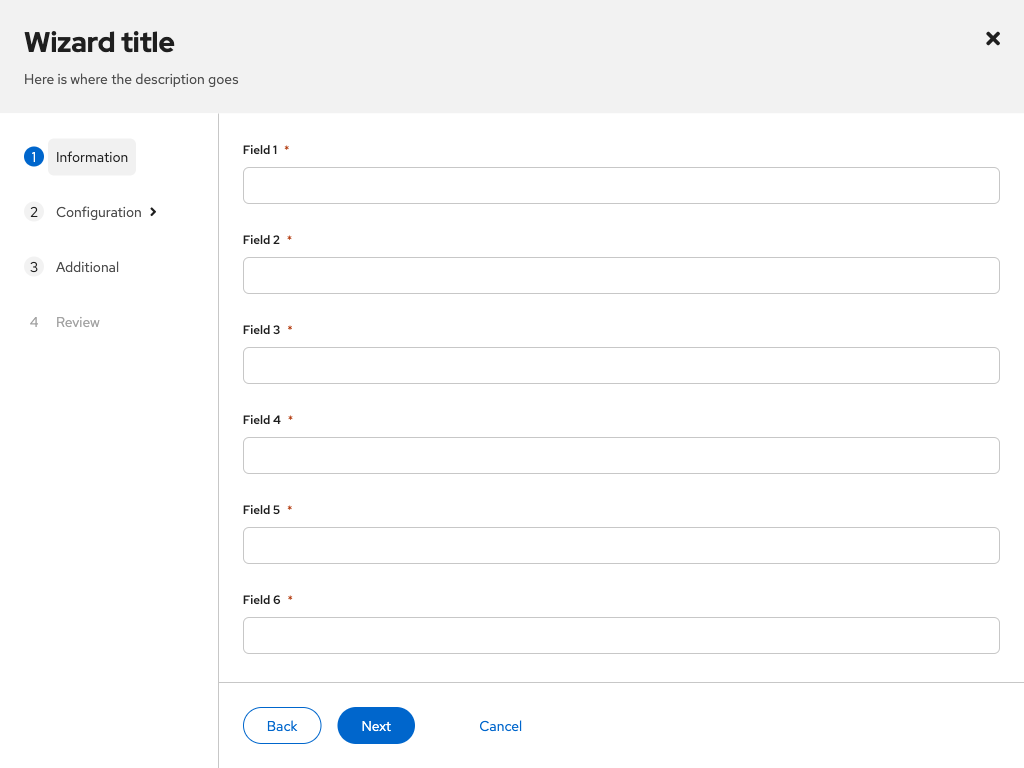 Wizard title
Here is where the description goes
1 Information
2 Configuration
3 Additional
4 Review
Field 1 *
Field 2 *
Field 3 *
Field 4 *
Field 5 *
Field 6 *
Back Next Cancel